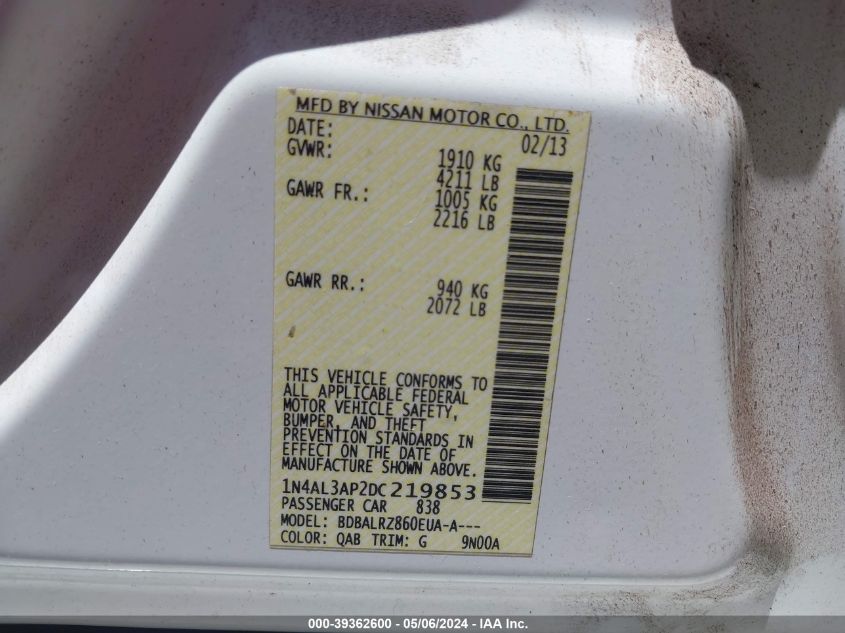 MFD BY NISSAN MOTOR CO., LTD.
DATE: 02/13
GVWR: 1910 KG
4211 LB
GAWR FR.: 1005 KG
2216 LB
GAWR RR.: 940 KG
2072 LB
THIS VEHICLE CONFORMS TO
ALL APPLICABLE FEDERAL
MOTOR VEHICLE SAFETY,
BUMPER, AND THEFT
PREVENTION STANDARDS IN
EFFECT ON THE DATE OF
MANUFACTURE SHOWN ABOVE.
1N4AL3AP2DC219853
PASSENGER CAR 838
MODEL: BDBALRZ860EUA-A---
COLOR: QAB TRIM: G 9N00A
000-39362600 - 05/06/2024 - IAA Inc.